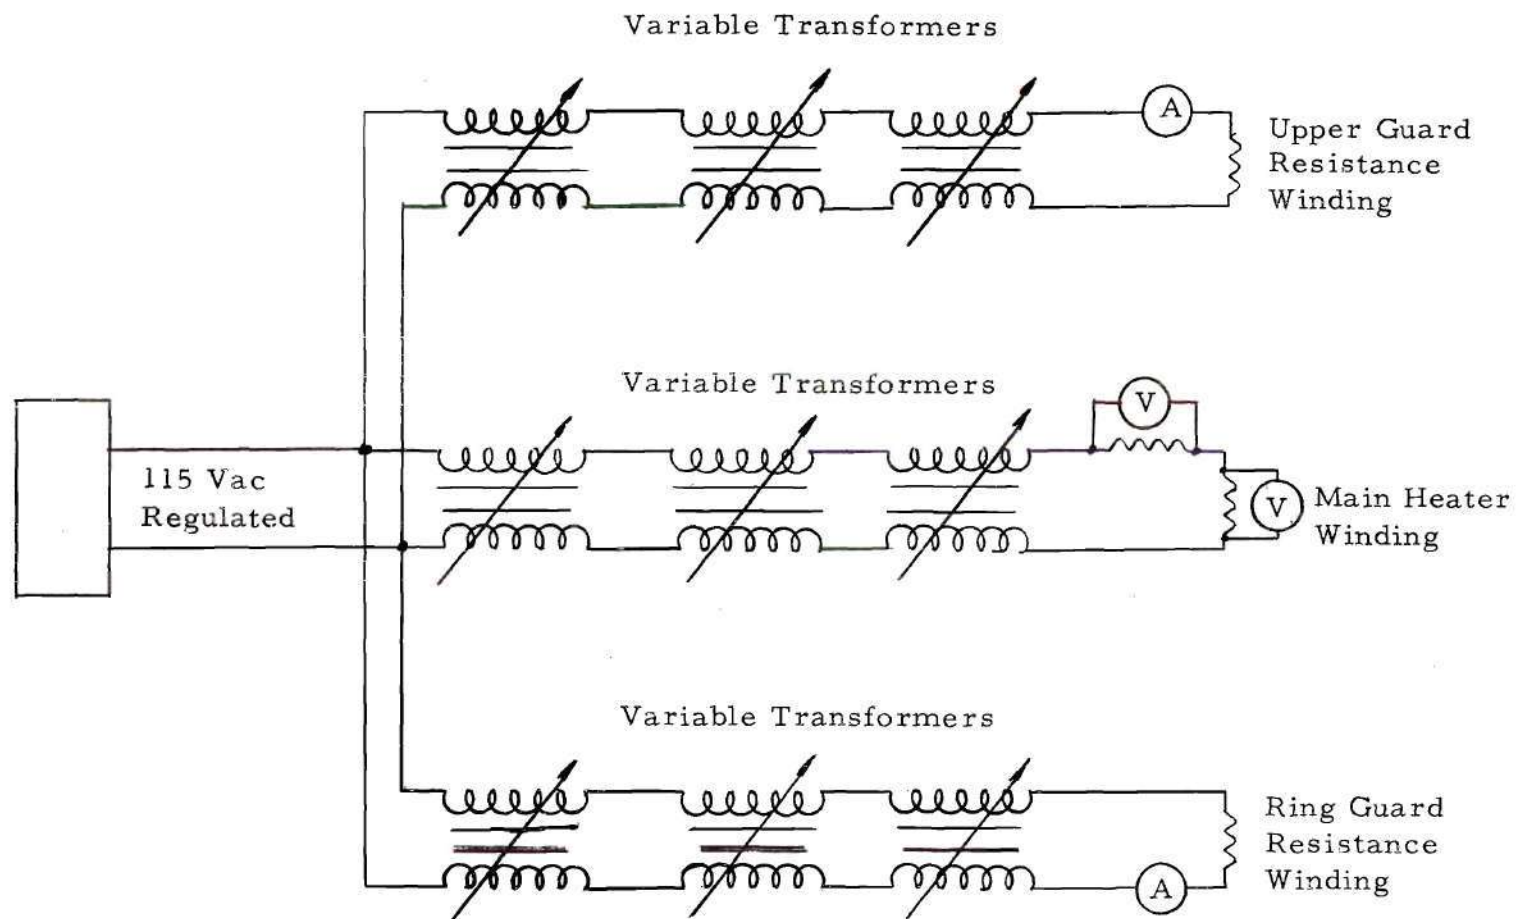 Variable Transformers
A
Upper Guard
Resistance
Winding
Variable Transformers
V
115 Vac
Regulated
V
Main Heater
Winding
Variable Transformers
Ring Guard
Resistance
Winding
A